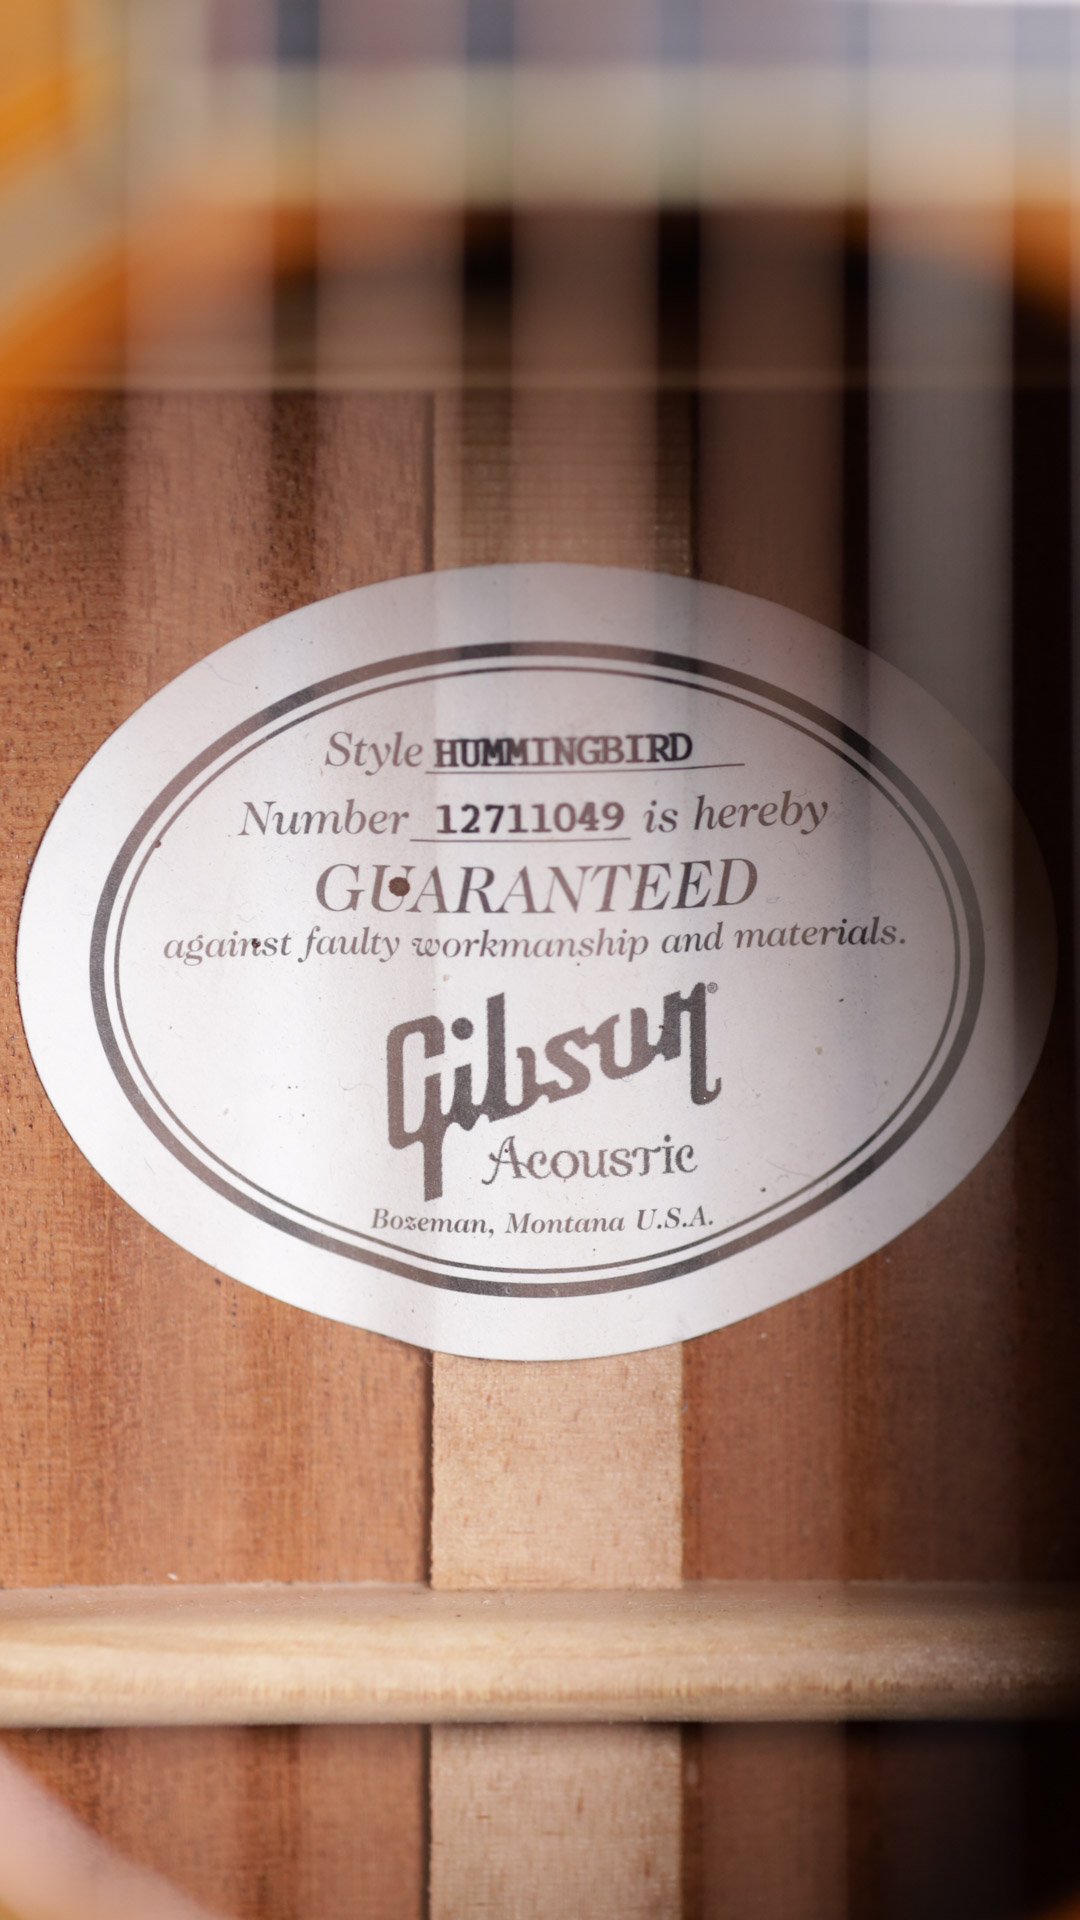 Style HUMMINGBIRD
Number 12711049 is hereby
GUARANTEED
against faulty workmanship and materials.
Gibson®
Acoustic
Bozeman, Montana U.S.A.